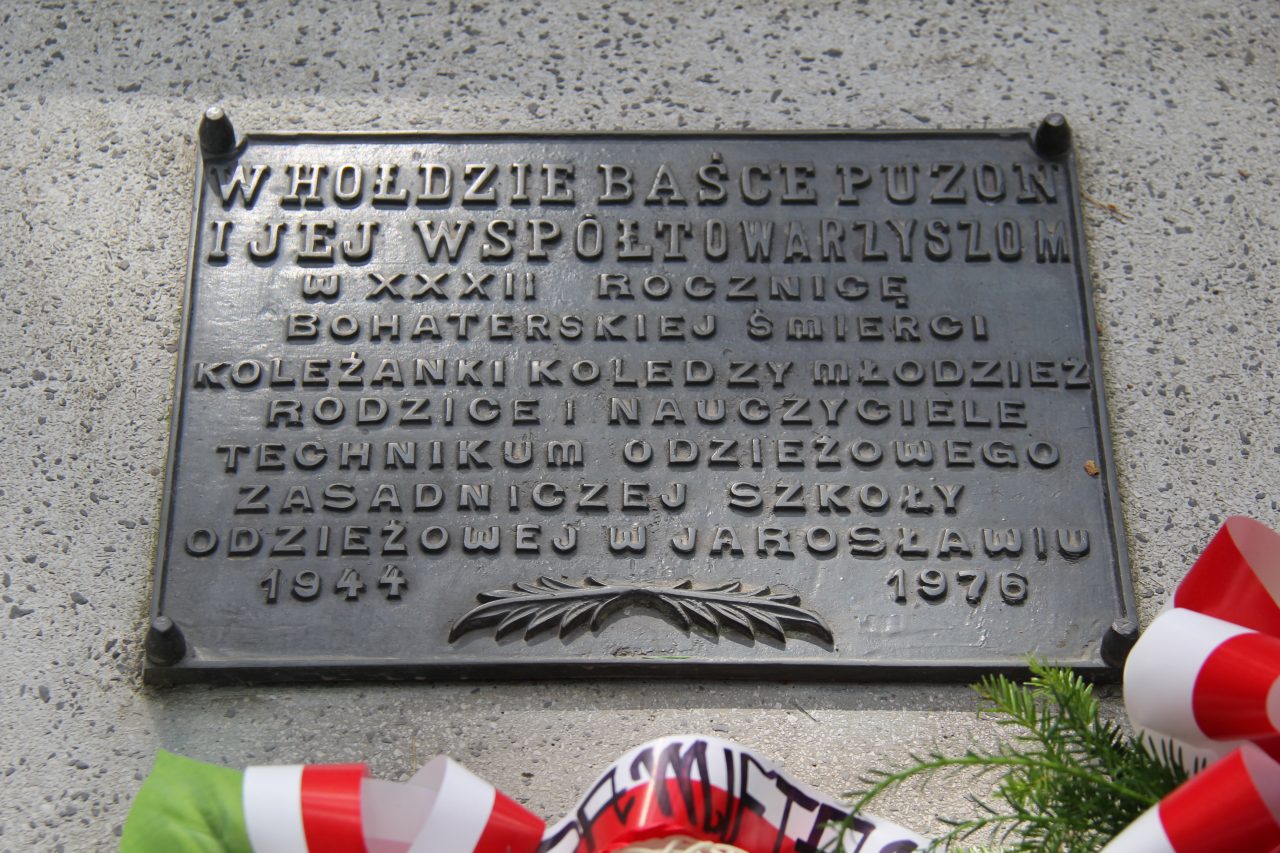 W HOŁDZIE BAŚCE PUZON
I JEJ WSPÓŁTOWARZYSZOM
W XXXII ROCZNICĘ
BOHATERSKIEJ ŚMIERCI
KOLEŻANKI KOLEDZY MŁODZIEŻ
RODZICE I NAUCZYCIELE
TECHNIKUM ODZIEŻOWEGO
ZASADNICZEJ SZKOŁY
ODZIEŻOWEJ W JAROSŁAWIU
1944 1976